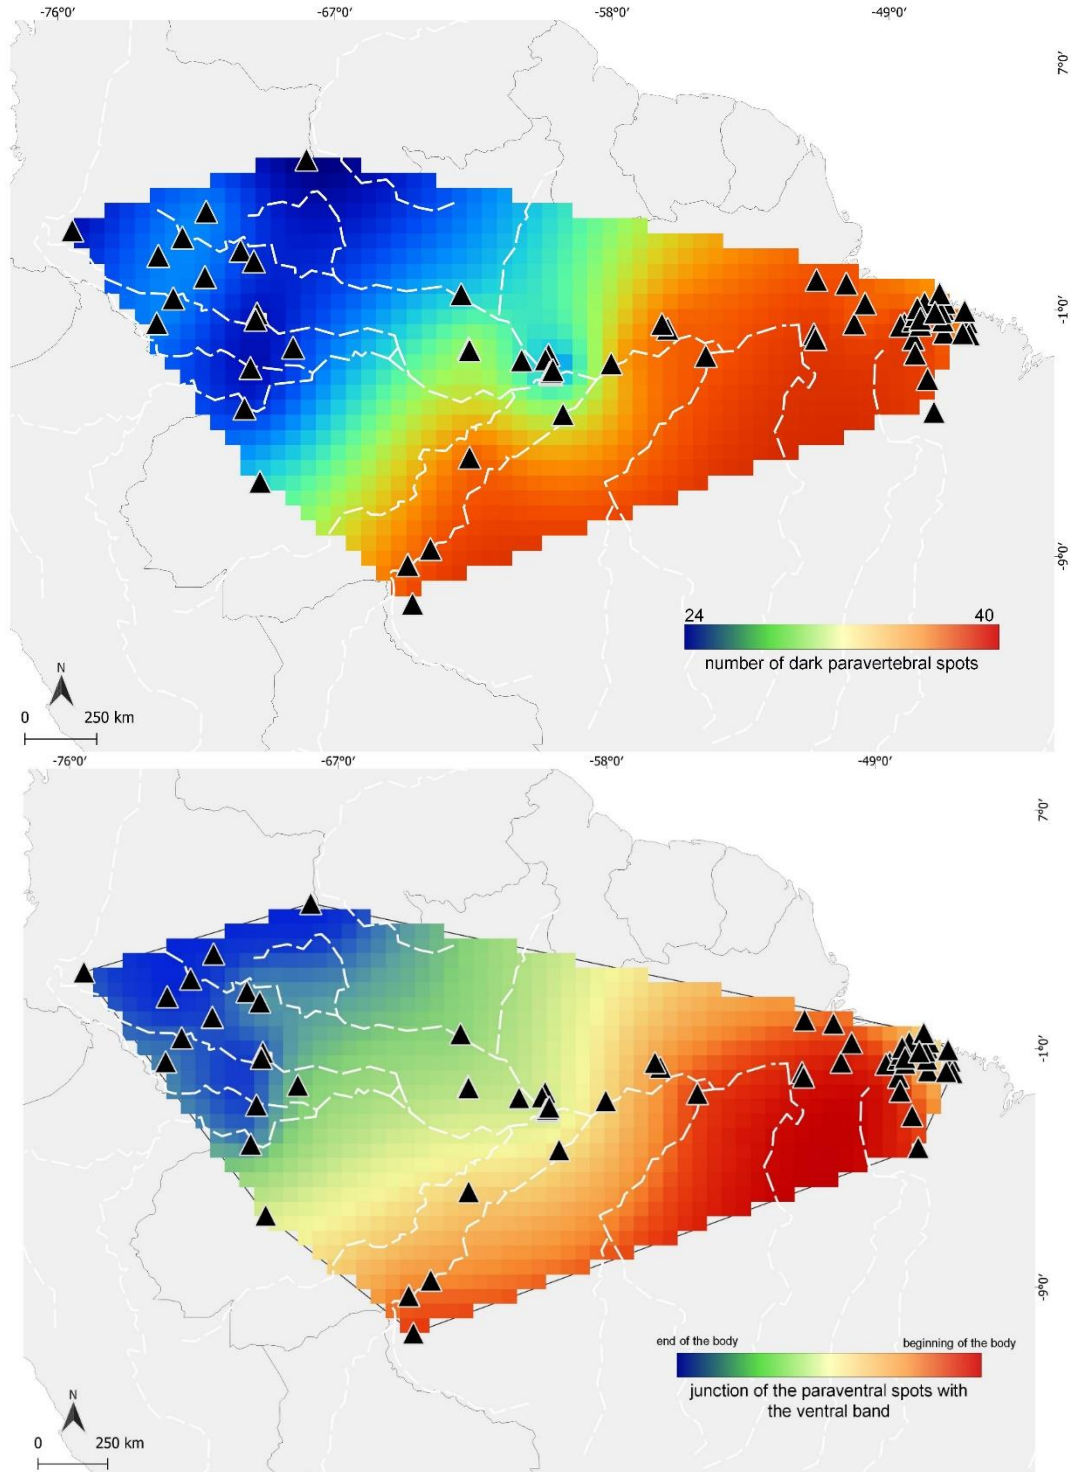 -76°0' -67°0' -58°0' -49°0'
7°0'
-1°0'
-9°0'
24 40
number of dark paravertebral spots
N
0 250 km
-76°0' -67°0' -58°0' -49°0'
7°0'
-1°0'
-9°0'
end of the body beginning of the body
junction of the paraventral spots with
the ventral band
N
0 250 km